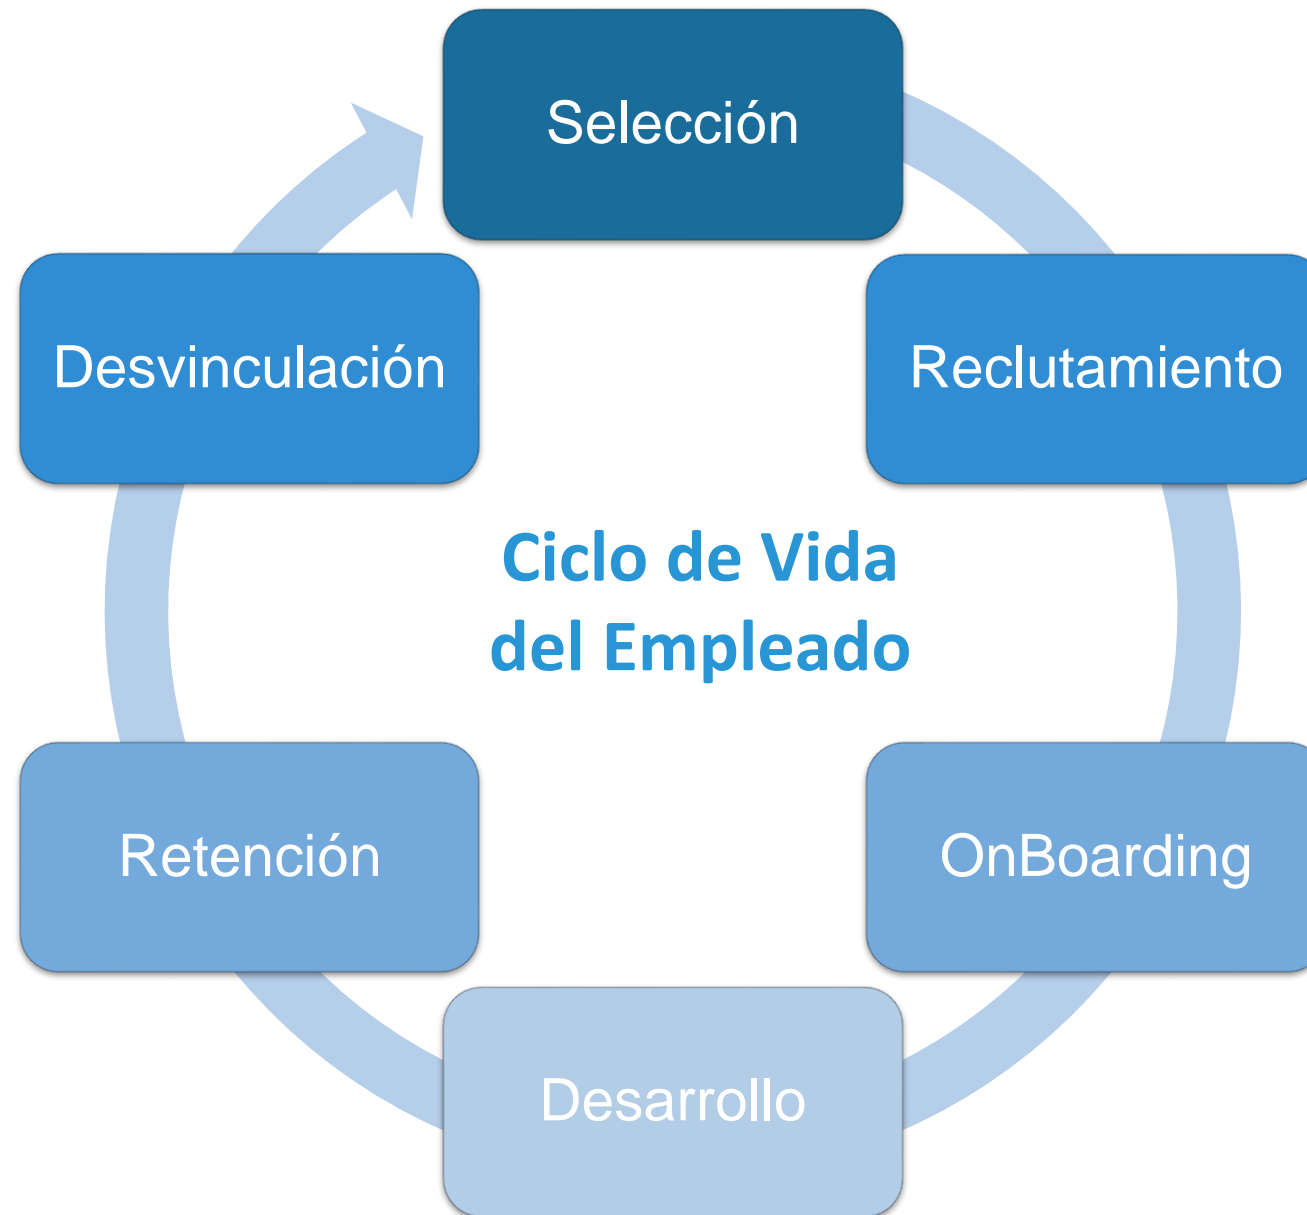 Selección
Desvinculación
Reclutamiento
Ciclo de Vida
del Empleado
Retención
OnBoarding
Desarrollo